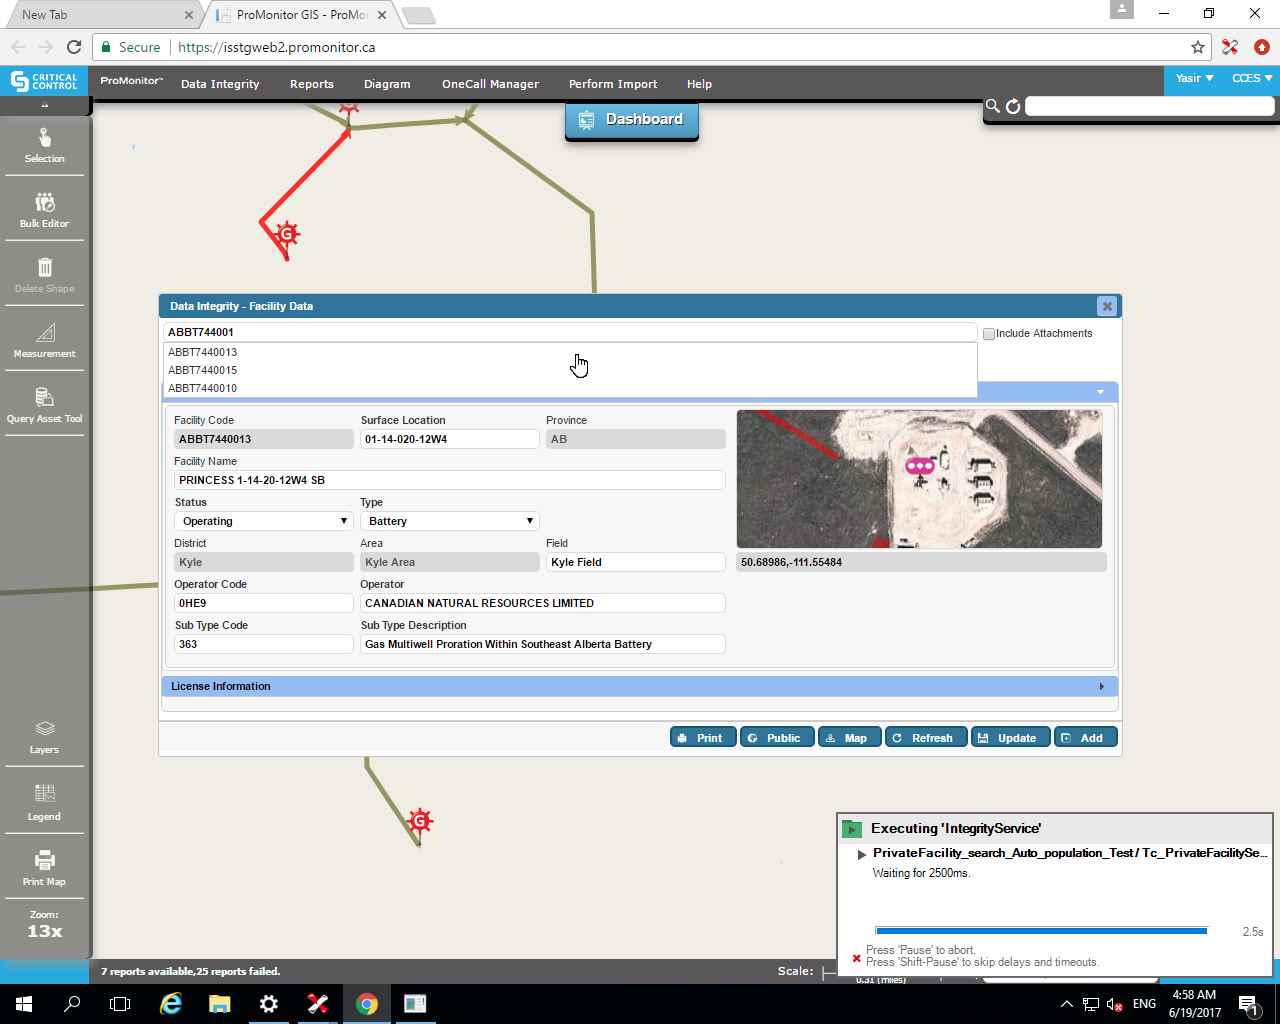 New Tab
ProMonitor GIS - ProMo
Secure
https://isstgweb2.promonitor.ca
CRITICAL CONTROL
ProMonitor™
Data Integrity
Reports
Diagram
OneCall Manager
Perform Import
Help
Yasir
CCES
Dashboard
Selection
Bulk Editor
Delete Shape
Measurement
Query Asset Tool
Layers
Legend
Print Map
Zoom:
13x
G
Data Integrity - Facility Data
ABBT744001
Include Attachments
ABBT7440013
ABBT7440015
ABBT7440010
Facility Code
Surface Location
Province
ABBT7440013
01-14-020-12W4
AB
Facility Name
PRINCESS 1-14-20-12W4 SB
Status
Type
Operating
Battery
District
Area
Field
Kyle
Kyle Area
Kyle Field
50.68986,-111.55484
Operator Code
Operator
0HE9
CANADIAN NATURAL RESOURCES LIMITED
Sub Type Code
Sub Type Description
363
Gas Multiwell Proration Within Southeast Alberta Battery
License Information
Print
Public
Map
Refresh
Update
Add
G
Executing 'IntegrityService'
PrivateFacility_search_Auto_population_Test / Tc_PrivateFacilitySe...
Waiting for 2500ms.
2.5s
Press 'Pause' to abort.
Press 'Shift-Pause' to skip delays and timeouts.
7 reports available,25 reports failed.
Scale:
0.31 (miles)
ENG
4:58 AM
6/19/2017
1